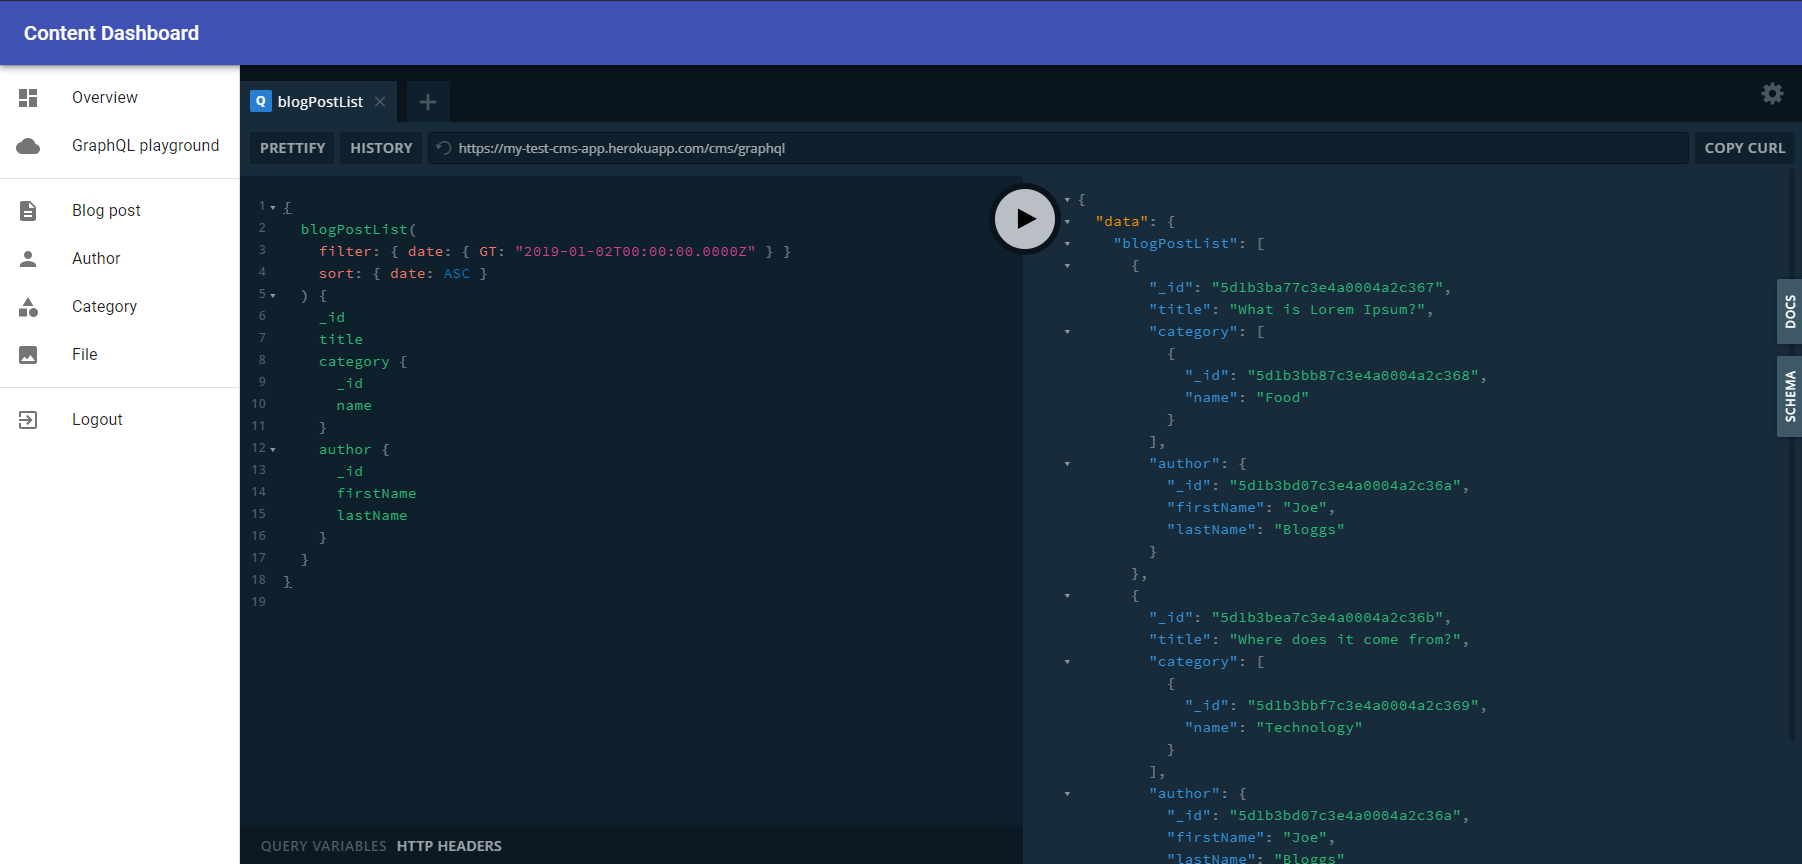 Content Dashboard
Overview
GraphQL playground
Blog post
Author
Category
File
Logout
Q blogPostList
PRETTIFY
HISTORY
https://my-test-cms-app.herokuapp.com/cms/graphql
COPY CURL
1 {
2 blogPostList(
3 filter: { date: { GT: "2019-01-02T00:00:00.0000Z" } }
4 sort: { date: ASC }
5 ) {
6 _id
7 title
8 category {
9 _id
10 name
11 }
12 author {
13 _id
14 firstName
15 lastName
16 }
17 }
18 }
19
QUERY VARIABLES HTTP HEADERS
{
"data": {
"blogPostList": [
{
"_id": "5d1b3ba77c3e4a0004a2c367",
"title": "What is Lorem Ipsum?",
"category": [
{
"_id": "5d1b3bb87c3e4a0004a2c368",
"name": "Food"
}
],
"author": {
"_id": "5d1b3bd07c3e4a0004a2c36a",
"firstName": "Joe",
"lastName": "Bloggs"
}
},
{
"_id": "5d1b3bea7c3e4a0004a2c36b",
"title": "Where does it come from?",
"category": [
{
"_id": "5d1b3bbf7c3e4a0004a2c369",
"name": "Technology"
}
],
"author": {
"_id": "5d1b3bd07c3e4a0004a2c36a",
"firstName": "Joe",
"lastName": "Bloggs"
DOCS
SCHEMA